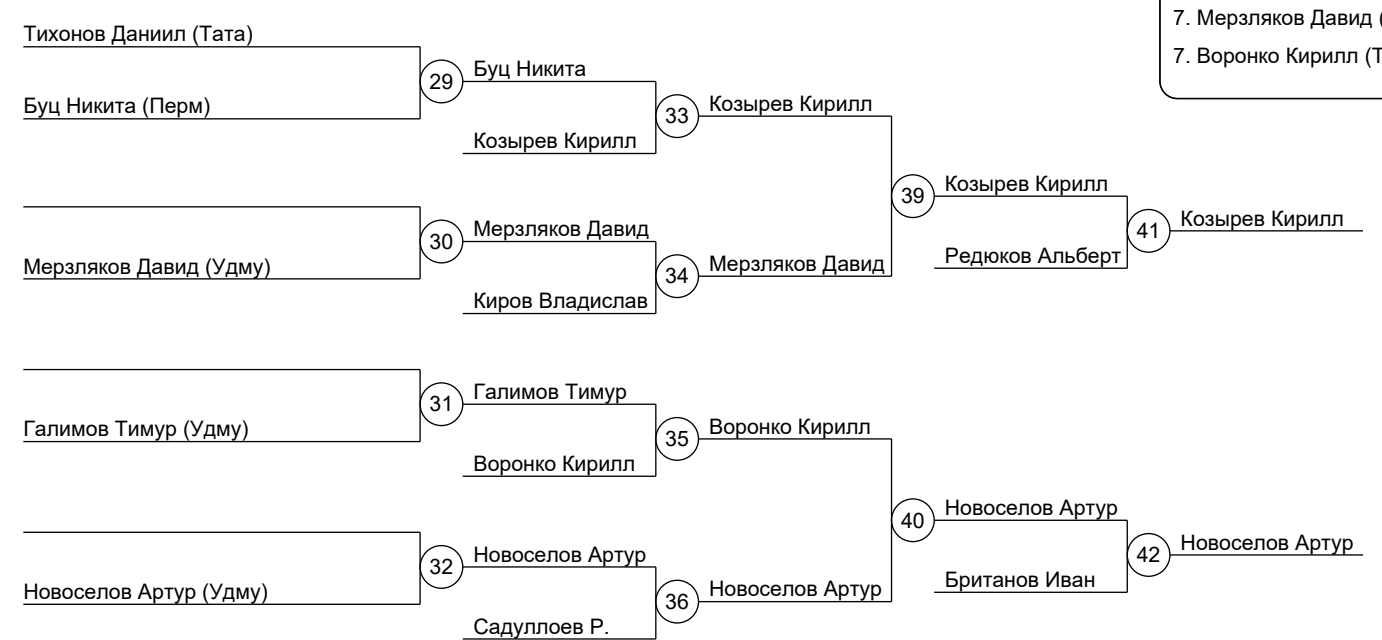 7. Мерзляков Давид (
7. Воронко Кирилл (Т
Тихонов Даниил (Тата)
29
Буц Никита
Буц Никита (Перм)
33
Козырев Кирилл
Козырев Кирилл
39
Козырев Кирилл
41
Козырев Кирилл
30
Мерзляков Давид
Мерзляков Давид (Удму)
34
Мерзляков Давид
Редюков Альберт
Киров Владислав
31
Галимов Тимур
Галимов Тимур (Удму)
35
Воронко Кирилл
Воронко Кирилл
40
Новоселов Артур
42
Новоселов Артур
32
Новоселов Артур
Новоселов Артур (Удму)
36
Новоселов Артур
Британов Иван
Садуллоев Р.